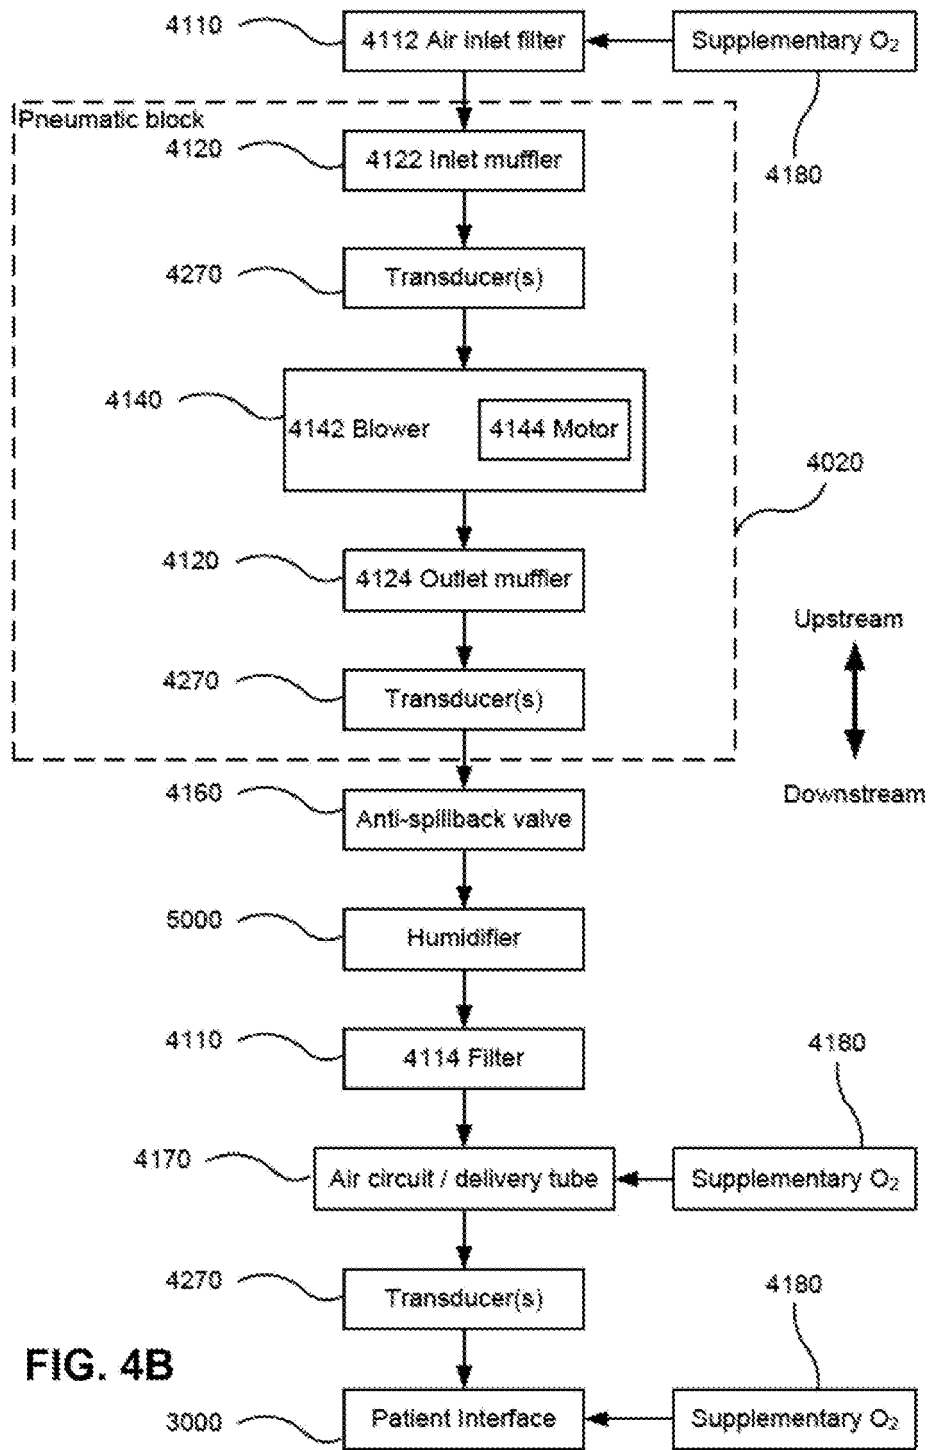 4110
4112 Air inlet filter
Supplementary O₂
Pneumatic block
4120
4122 Inlet muffler
4180
4270
Transducer(s)
4140
4142 Blower
4144 Motor
4020
4120
4124 Outlet muffler
Upstream
4270
Transducer(s)
4160
Anti-spillback valve
Downstream
5000
Humidifier
4110
4114 Filter
4180
4170
Air circuit / delivery tube
Supplementary O₂
4270
Transducer(s)
4180
FIG. 4B
3000
Patient Interface
Supplementary O₂